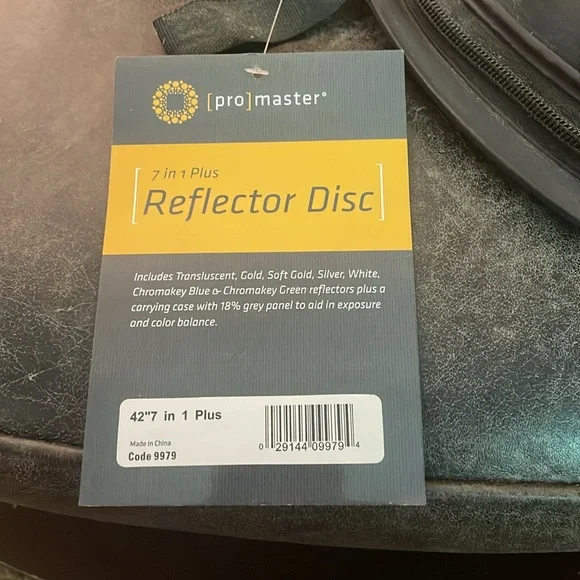 [pro]master®
7 in 1 Plus
[Reflector Disc]
Includes Transluscent, Gold, Soft Gold, Silver, White,
Chromakey Blue & Chromakey Green reflectors plus a
carrying case with 18% grey panel to aid in exposure
and color balance.
42"7 in 1 Plus
Made in China
Code 9979
0 29144 09979 4